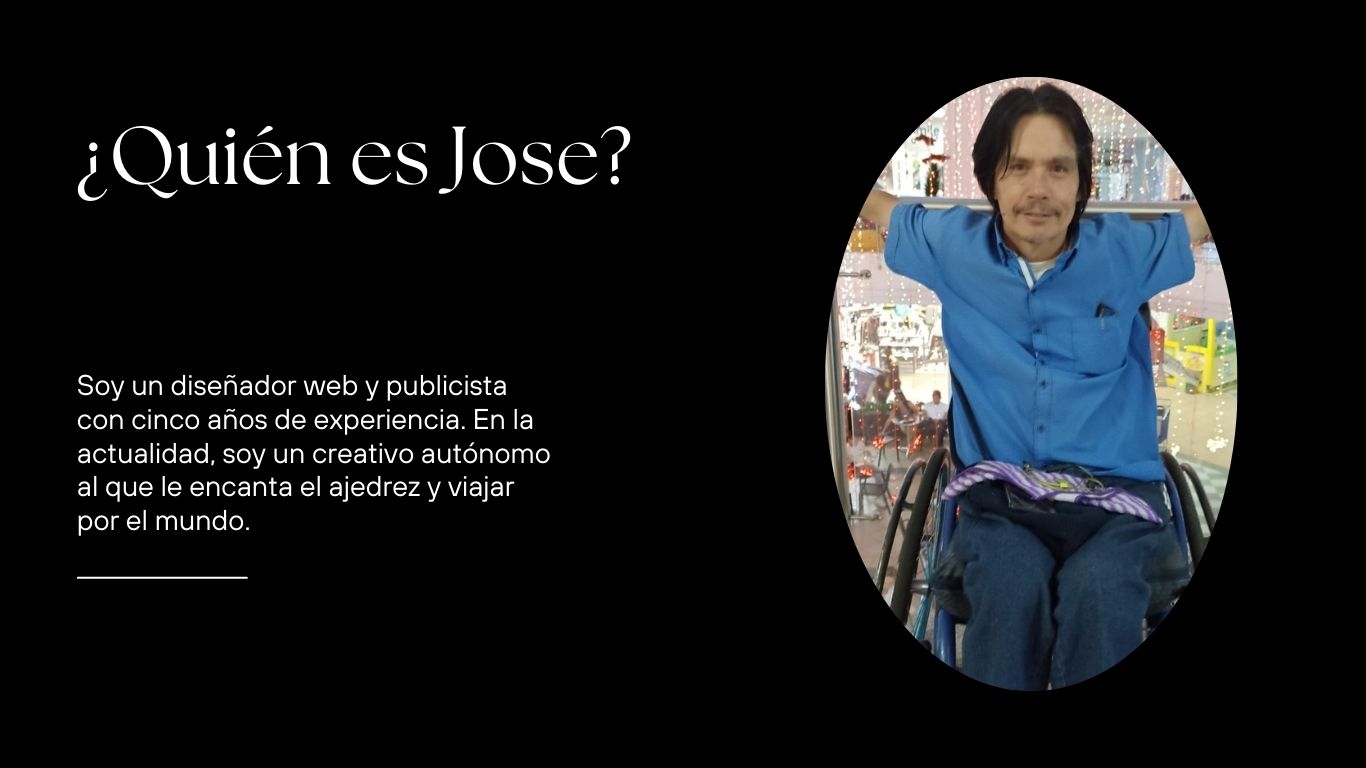 ¿Quién es Jose?
Soy un diseñador web y publicista
con cinco años de experiencia. En la
actualidad, soy un creativo autónomo
al que le encanta el ajedrez y viajar
por el mundo.